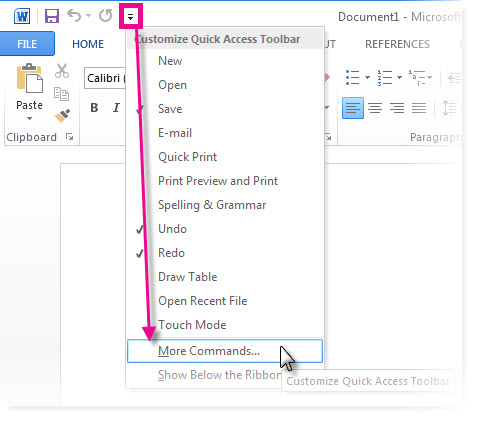 W
Document1 - Microsoft
FILE
HOME
OUT
REFERENCES
M
Paste
Clipboard
Calibri (
B I
Paragraph
Customize Quick Access Toolbar
New
Open
Save
E-mail
Quick Print
Print Preview and Print
Spelling & Grammar
Undo
Redo
Draw Table
Open Recent File
Touch Mode
More Commands...
Show Below the Ribbon
Customize Quick Access Toolbar